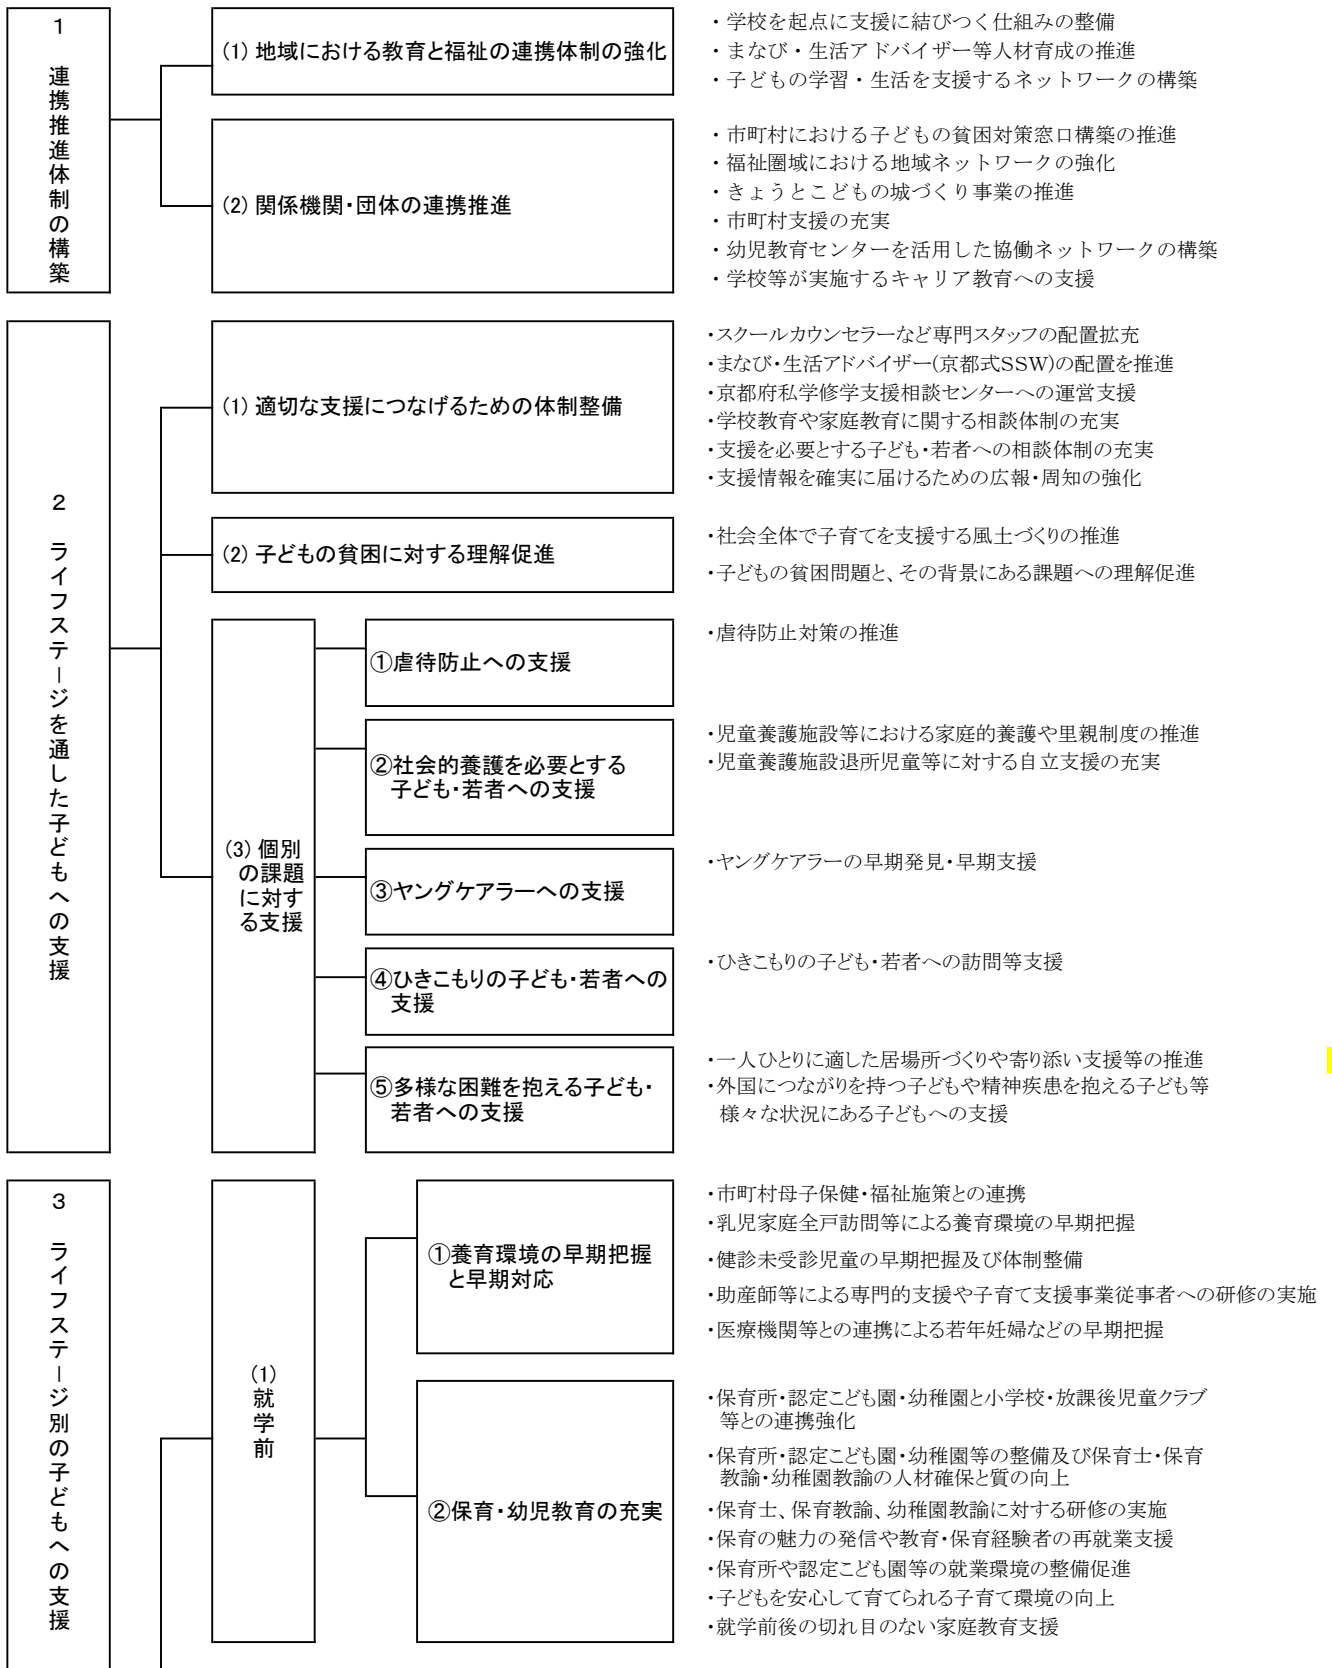 1 連携推進体制の構築
(1) 地域における教育と福祉の連携体制の強化
・学校を起点に支援に結びつく仕組みの整備
・まなび・生活アドバイザー等人材育成の推進
・子どもの学習・生活を支援するネットワークの構築
(2) 関係機関・団体の連携推進
・市町村における子どもの貧困対策窓口構築の推進
・福祉圏域における地域ネットワークの強化
・きょうとこどもの城づくり事業の推進
・市町村支援の充実
・幼児教育センターを活用した協働ネットワークの構築
・学校等が実施するキャリア教育への支援
2 ライフステージを通した子どもへの支援
(1) 適切な支援につなげるための体制整備
・スクールカウンセラーなど専門スタッフの配置拡充
・まなび・生活アドバイザー(京都式SSW)の配置を推進
・京都府私学修学支援相談センターへの運営支援
・学校教育や家庭教育に関する相談体制の充実
・支援を必要とする子ども・若者への相談体制の充実
・支援情報を確実に届けるための広報・周知の強化
(2) 子どもの貧困に対する理解促進
・社会全体で子育てを支援する風土づくりの推進
・子どもの貧困問題と、その背景にある課題への理解促進
(3) 個別
の課題
に対す
る支援
①虐待防止への支援
・虐待防止対策の推進
②社会的養護を必要とする
子ども・若者への支援
・児童養護施設等における家庭的養護や里親制度の推進
・児童養護施設退所児童等に対する自立支援の充実
③ヤングケアラーへの支援
・ヤングケアラーの早期発見・早期支援
④ひきこもりの子ども・若者への
支援
・ひきこもりの子ども・若者への訪問等支援
⑤多様な困難を抱える子ども・
若者への支援
・一人ひとりに適した居場所づくりや寄り添い支援等の推進
・外国につながりを持つ子どもや精神疾患を抱える子ども等
様々な状況にある子どもへの支援
3 ライフステージ別の子どもへの支援
(1)
就学前
①養育環境の早期把握
と早期対応
・市町村母子保健・福祉施策との連携
・乳児家庭全戸訪問等による養育環境の早期把握
・健診未受診児童の早期把握及び体制整備
・助産師等による専門的支援や子育て支援事業従事者への研修の実施
・医療機関等との連携による若年妊婦などの早期把握
②保育・幼児教育の充実
・保育所・認定こども園・幼稚園と小学校・放課後児童クラブ
等との連携強化
・保育所・認定こども園・幼稚園等の整備及び保育士・保育
教諭・幼稚園教諭の人材確保と質の向上
・保育士、保育教諭、幼稚園教諭に対する研修の実施
・保育の魅力の発信や教育・保育経験者の再就業支援
・保育所や認定こども園等の就業環境の整備促進
・子どもを安心して育てられる子育て環境の向上
・就学前後の切れ目のない家庭教育支援